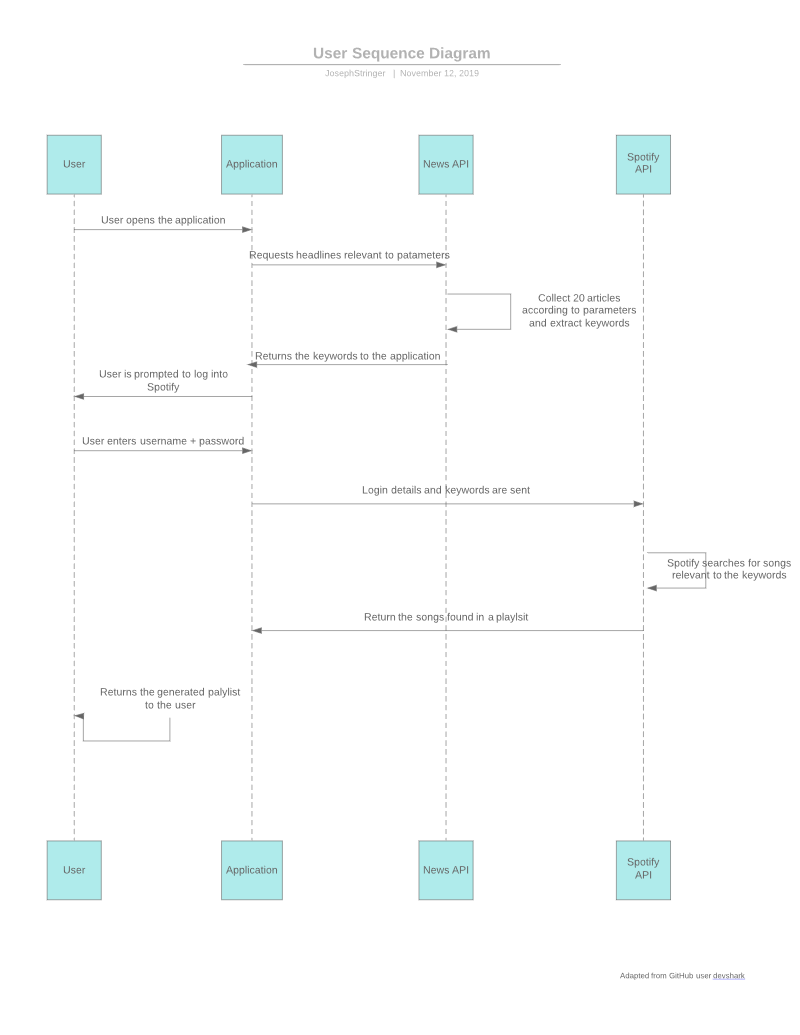 User Sequence Diagram
JosephStringer | November 12, 2019
User
Application
News API
Spotify
API
User opens the application
Requests headlines relevant to patameters
Collect 20 articles
according to parameters
and extract keywords
Returns the keywords to the application
User is prompted to log into
Spotify
User enters username + password
Login details and keywords are sent
Spotify searches for songs
relevant to the keywords
Return the songs found in a playlsit
Returns the generated palylist
to the user
User
Application
News API
Spotify
API
Adapted from GitHub user devshark